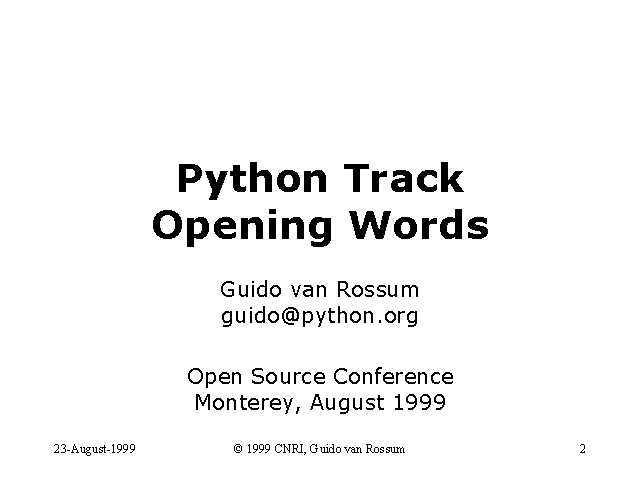 Python Track
Opening Words
Guido van Rossum
guido@python.org
Open Source Conference
Monterey, August 1999
23-August-1999
© 1999 CNRI, Guido van Rossum
2